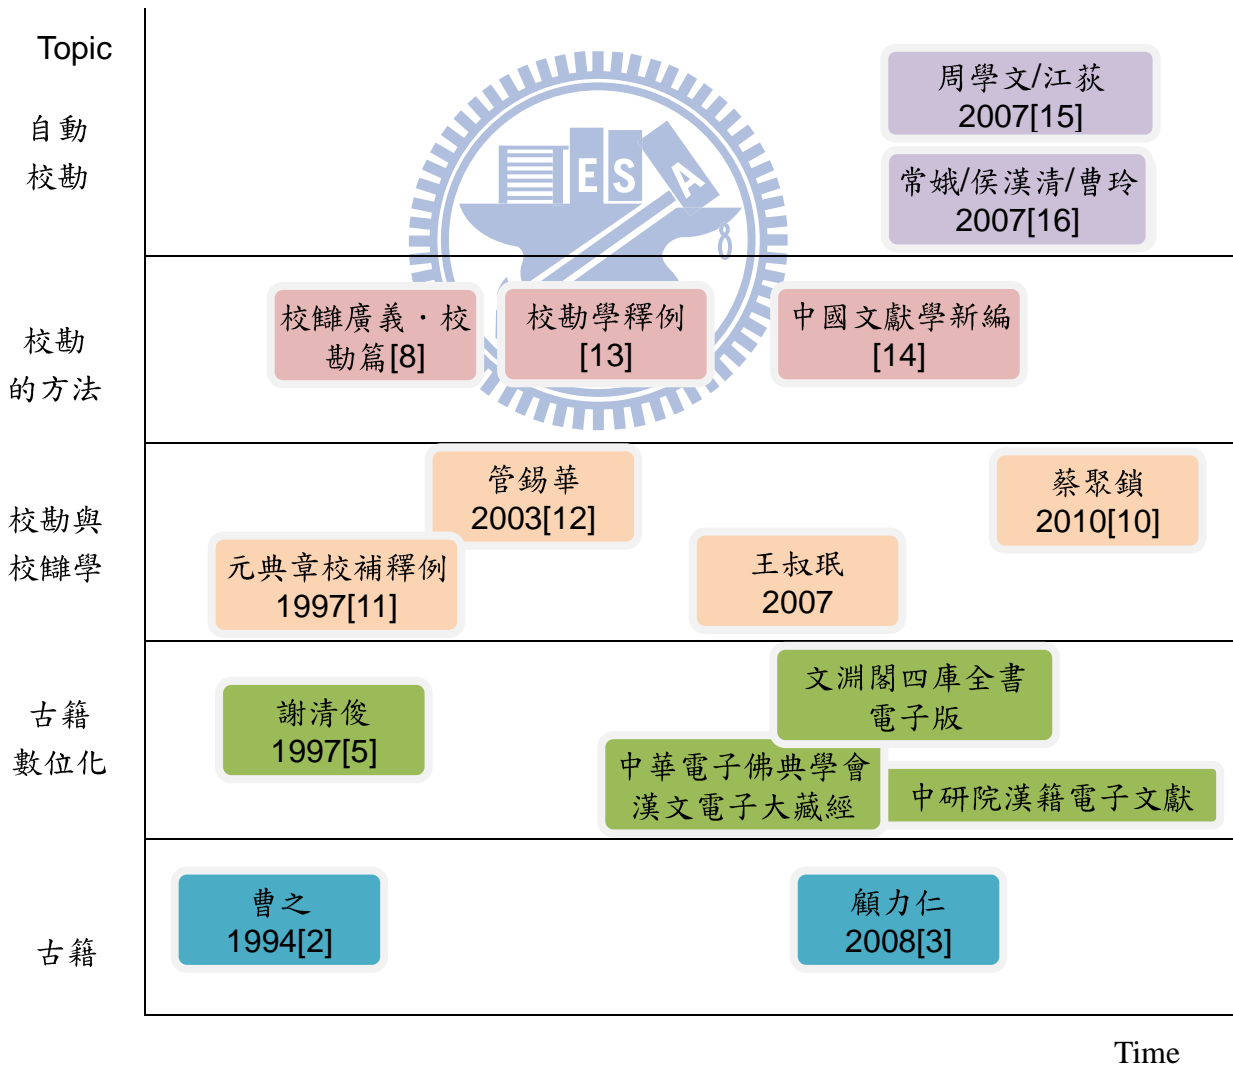 Topic
自動
校勘
周學文/江荻
2007[15]
常娥/侯漢清/曹玲
2007[16]
E S A
校勘
的方法
校雠廣義‧校
勘篇[8]
校勘學釋例
[13]
中國文獻學新編
[14]
校勘與
校雠學
管錫華
2003[12]
蔡聚鎖
2010[10]
元典章校補釋例
1997[11]
王叔珉
2007
古籍
數位化
謝清俊
1997[5]
文淵閣四庫全書
電子版
中華電子佛典學會
漢文電子大藏經
中研院漢籍電子文獻
古籍
曹之
1994[2]
顧力仁
2008[3]
Time